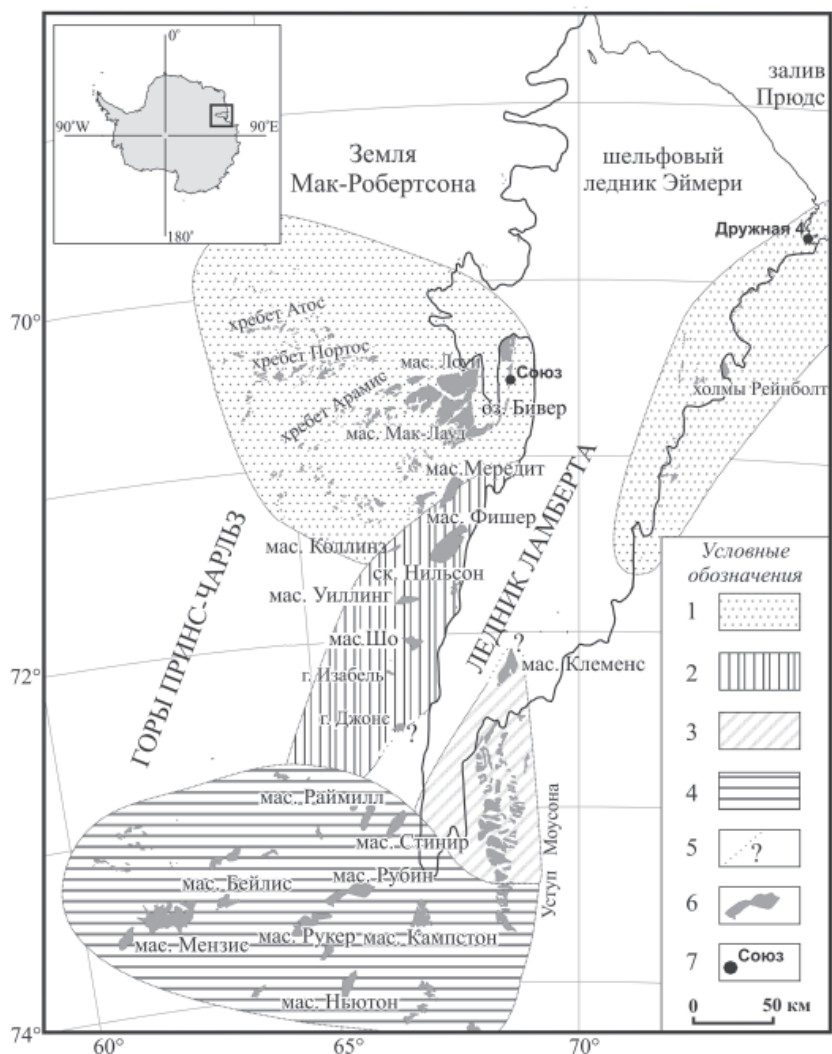 0°
90°W
90°E
180°
залив
Прюдс
Земля
Мак-Робертсона
шельфовый
ледник Эймери
Дружная 4
70°
хребет Атос
хребет Портос
хребет Арамис
мас. Лоуи
Союз
оз. Бивер
мас. Мак-Лауд
холмы Рейнболт
мас. Мередит
мас. Фишер
мас. Коллинз
ск. Нильсон
мас. Уиллинг
мас. Шо
г. Изабель
г. Джонс
?
ГОРЫ ПРИНС-ЧАРЛЬЗ
ЛЕДНИК ЛАМБЕРТА
?
мас. Клеменс
72°
мас. Раймилл
мас. Стинир
мас. Рубин
мас. Бейлис
мас. Рукер
мас. Кампстон
мас. Мензис
мас. Ньютон
Уступ Моусона
74°
60°
65°
70°
Условные
обозначения
1
2
3
4
5
?
6
7
Союз
0
50 км